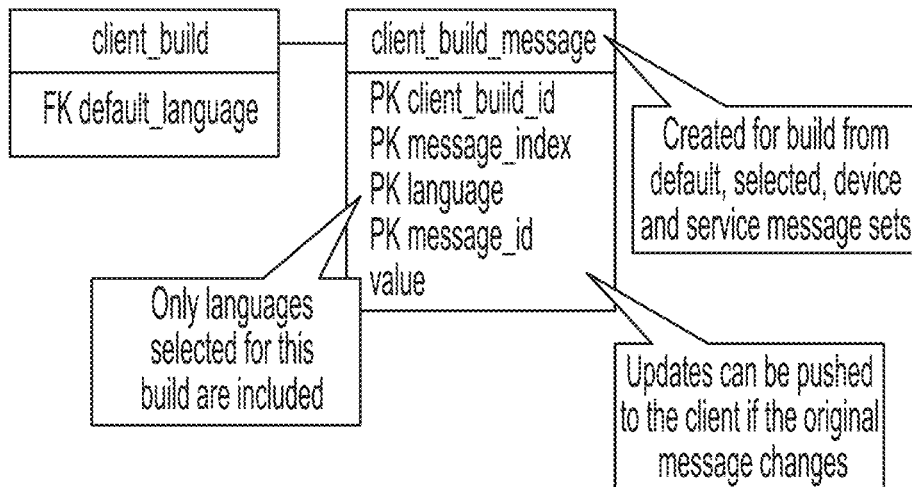 client_build
FK default_language
client_build_message
PK client_build_id
PK message_index
PK language
PK message_id
value
Created for build from
default, selected, device
and service message sets
Only languages
selected for this
build are included
Updates can be pushed
to the client if the original
message changes